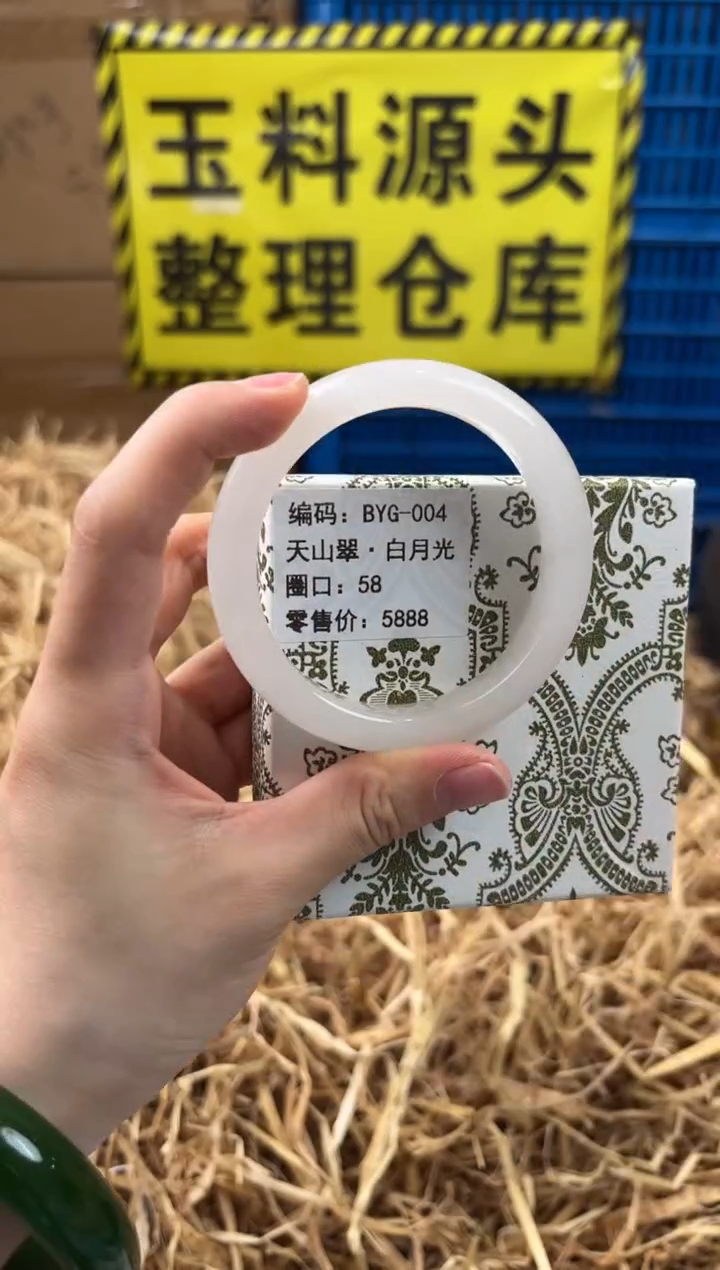 玉料源头
整理仓库
编码：BYG-004
天山翠·白月光
圈口：58
零售价：5888